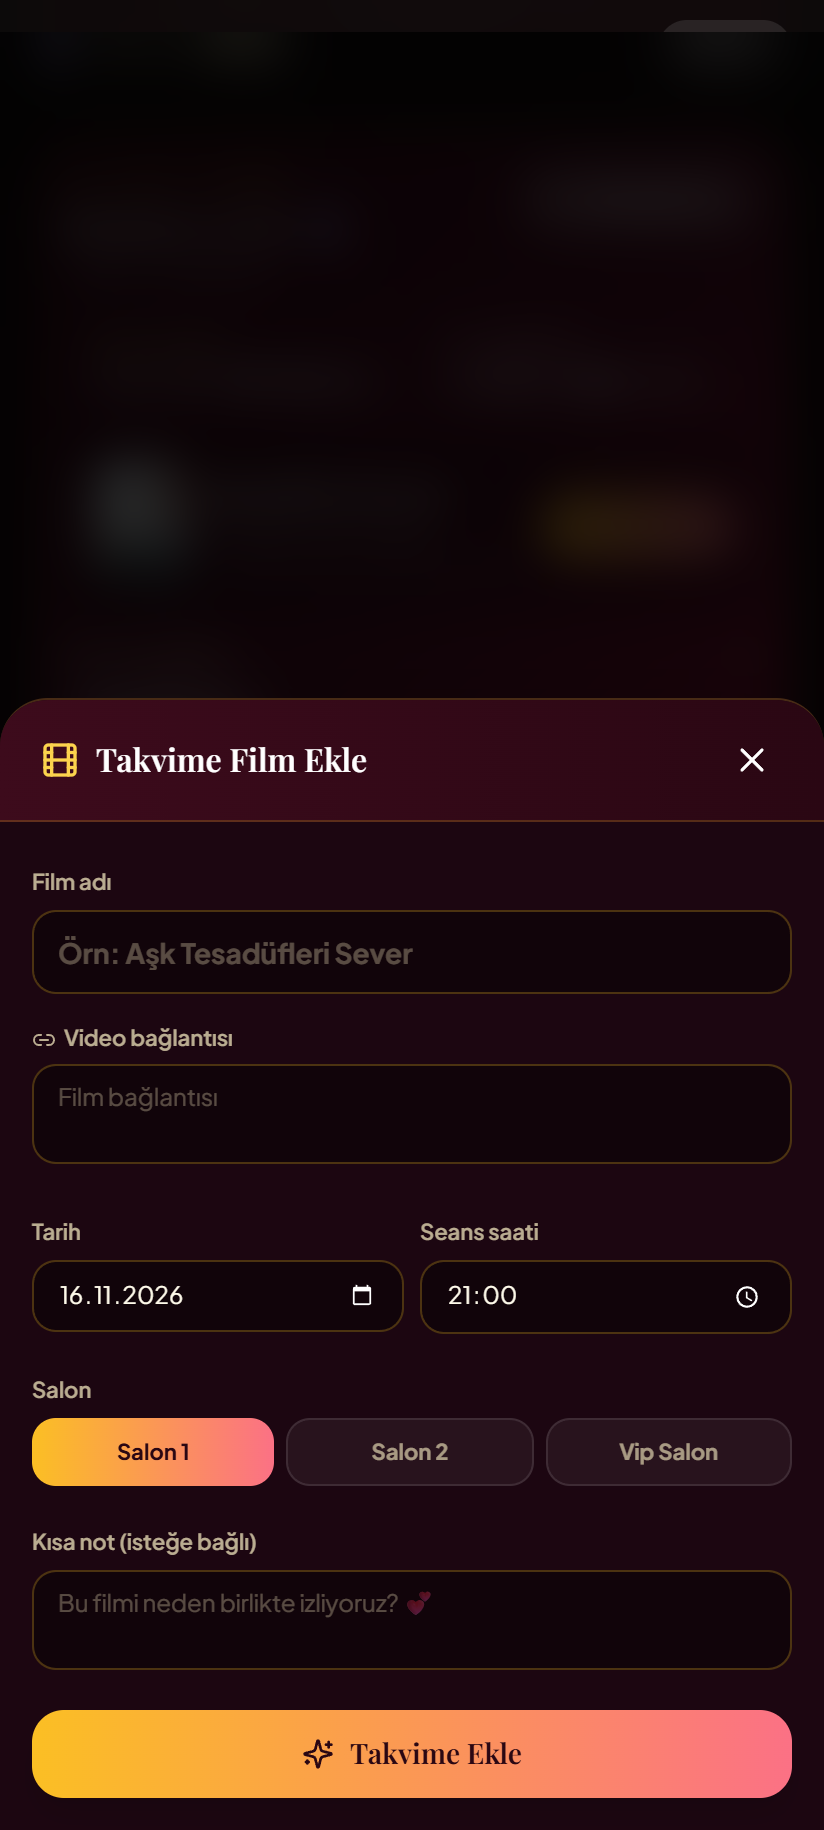 Takvime Film Ekle
Film adı
Örn: Aşk Tesadüfleri Sever
Video bağlantısı
Film bağlantısı
Tarih
Seans saati
16.11.2026
21:00
Salon
Salon 1
Salon 2
Vip Salon
Kısa not (isteğe bağlı)
Bu filmi neden birlikte izliyoruz? 💕
Takvime Ekle